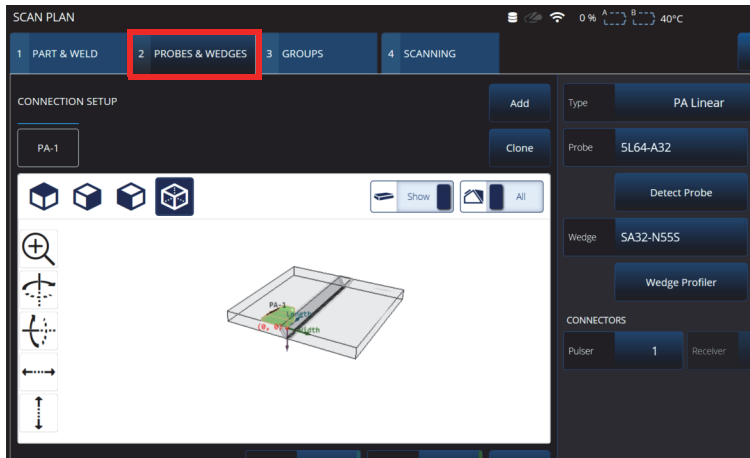 SCAN PLAN
0 % A B 40°C
1 PART & WELD 2 PROBES & WEDGES 3 GROUPS 4 SCANNING
CONNECTION SETUP
Add
Type PA Linear
PA-1
Clone
Probe 5L64-A32
Show
All
Detect Probe
Wedge SA32-N55S
PA-1
Length
(0, 0) Width
Wedge Profiler
CONNECTORS
Pulser 1 Receiver